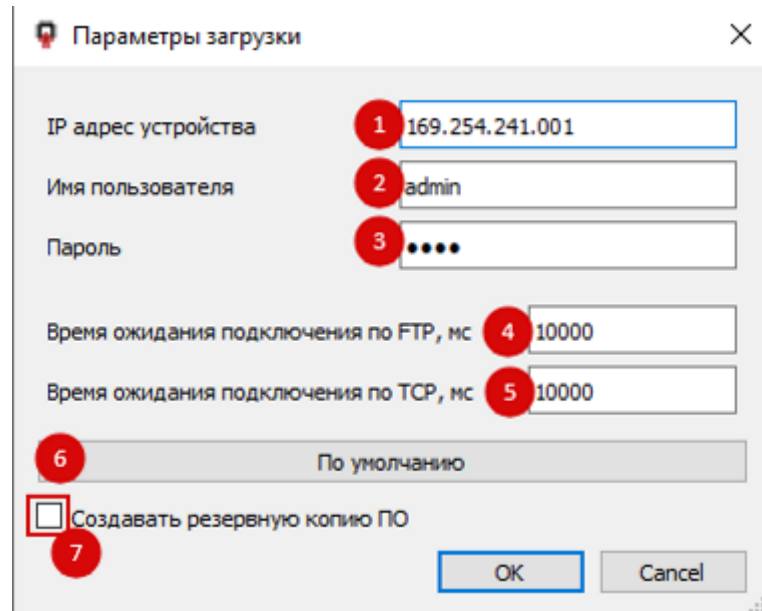 Параметры загрузки
IP адрес устройства 1 169.254.241.001
Имя пользователя 2 admin
Пароль 3 ●●●●
Время ожидания подключения по FTP, мс 4 10000
Время ожидания подключения по TCP, мс 5 10000
6 По умолчанию
Создавать резервную копию ПО
7
OK Cancel